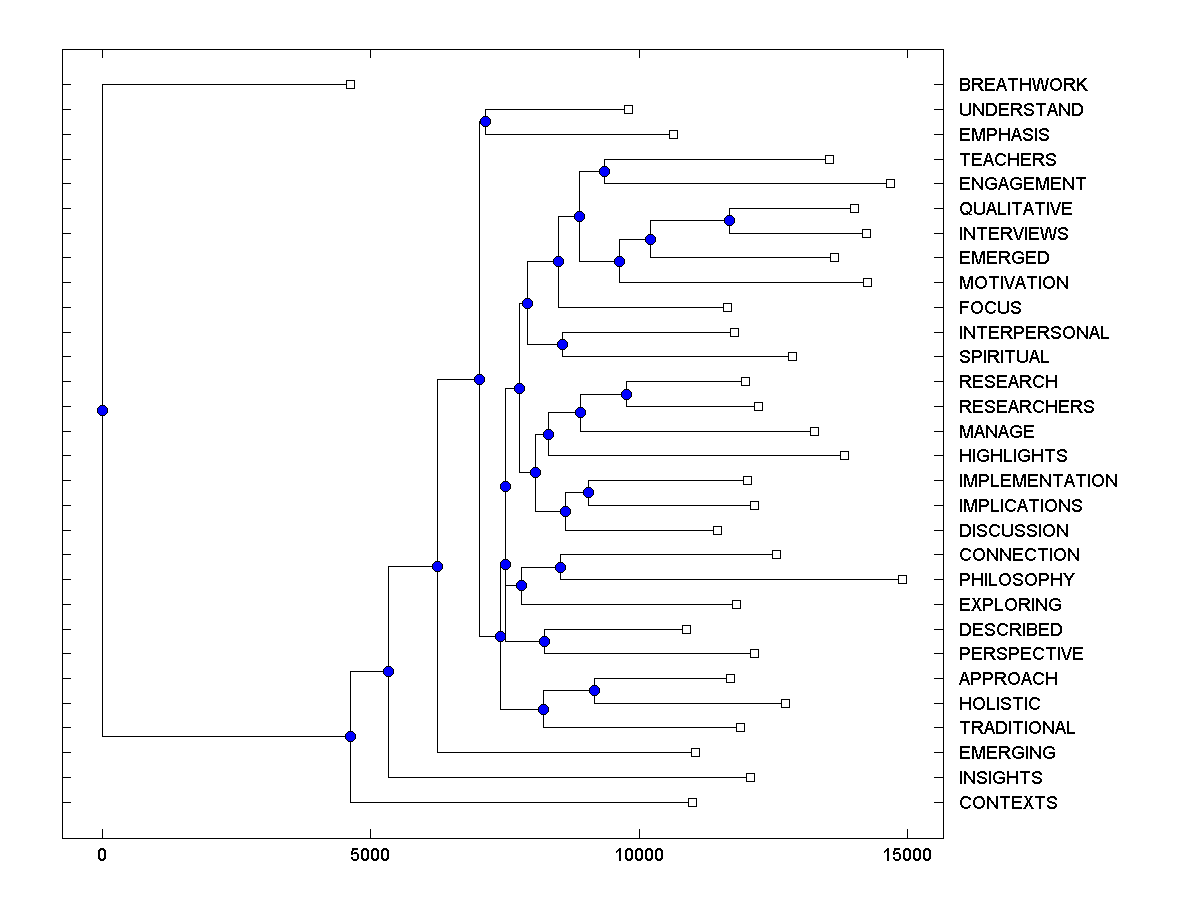 BREATHWORK
UNDERSTAND
EMPHASIS
TEACHERS
ENGAGEMENT
QUALITATIVE
INTERVIEWS
EMERGED
MOTIVATION
FOCUS
INTERPERSONAL
SPIRITUAL
RESEARCH
RESEARCHERS
MANAGE
HIGHLIGHTS
IMPLEMENTATION
IMPLICATIONS
DISCUSSION
CONNECTION
PHILOSOPHY
EXPLORING
DESCRIBED
PERSPECTIVE
APPROACH
HOLISTIC
TRADITIONAL
EMERGING
INSIGHTS
CONTEXTS
0 5000 10000 15000